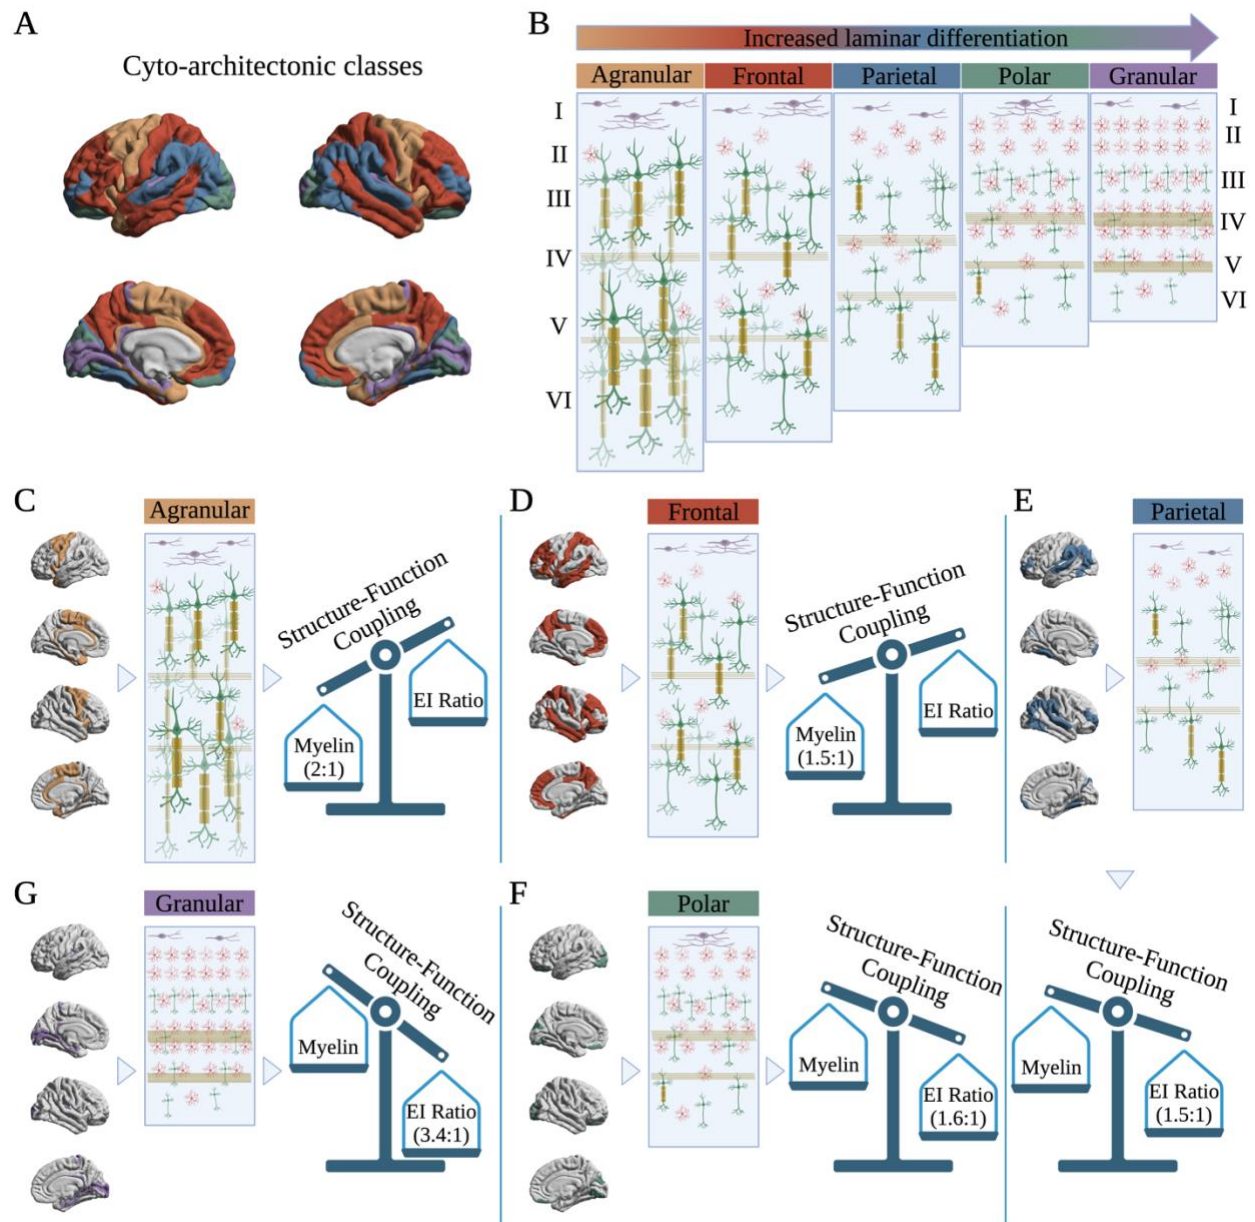 A
Cyto-architectonic classes
B
Increased laminar differentiation
Agranular
Frontal
Parietal
Polar
Granular
I
II
III
IV
V
VI
I
II
III
IV
V
VI
C
Agranular
Structure-Function
Coupling
Myelin
(2:1)
EI Ratio
D
Frontal
Structure-Function
Coupling
Myelin
(1.5:1)
EI Ratio
E
Parietal
G
Granular
Structure-Function
Coupling
Myelin
EI Ratio
(3.4:1)
F
Polar
Structure-Function
Coupling
Myelin
EI Ratio
(1.6:1)
Structure-Function
Coupling
Myelin
EI Ratio
(1.5:1)